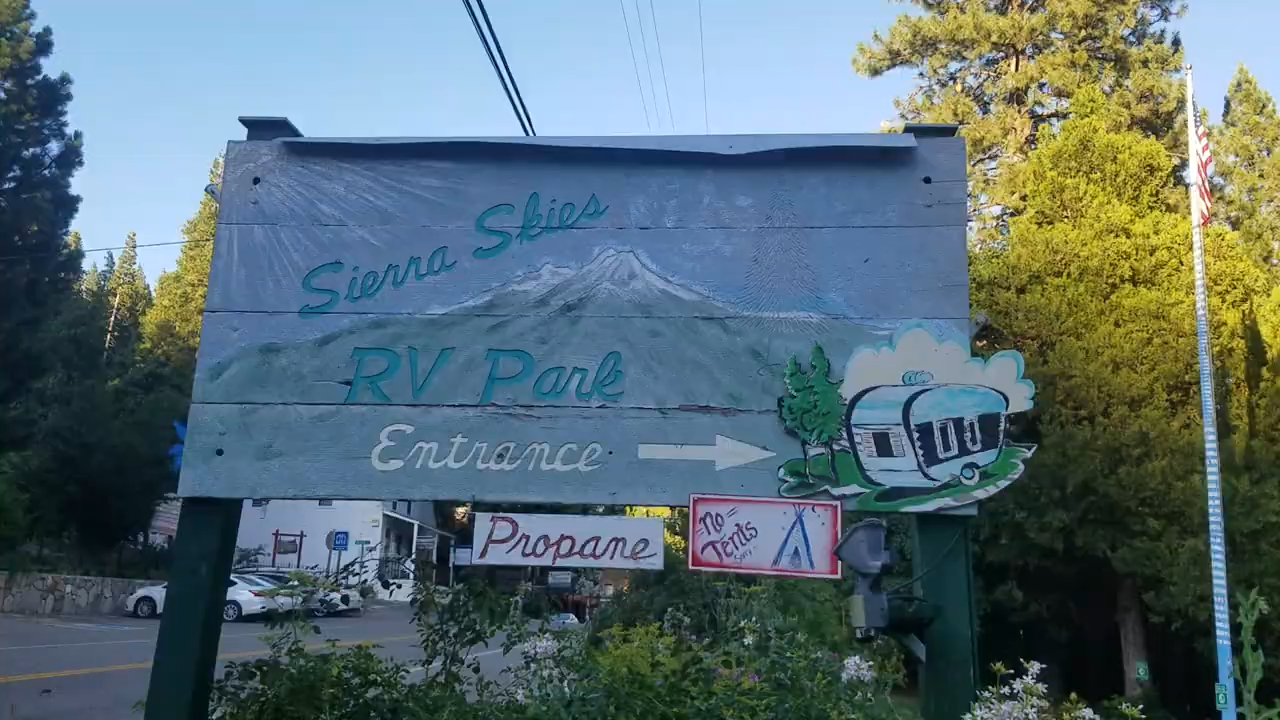 Sierra Skies
RV Park
Entrance
Propane
No
Tents